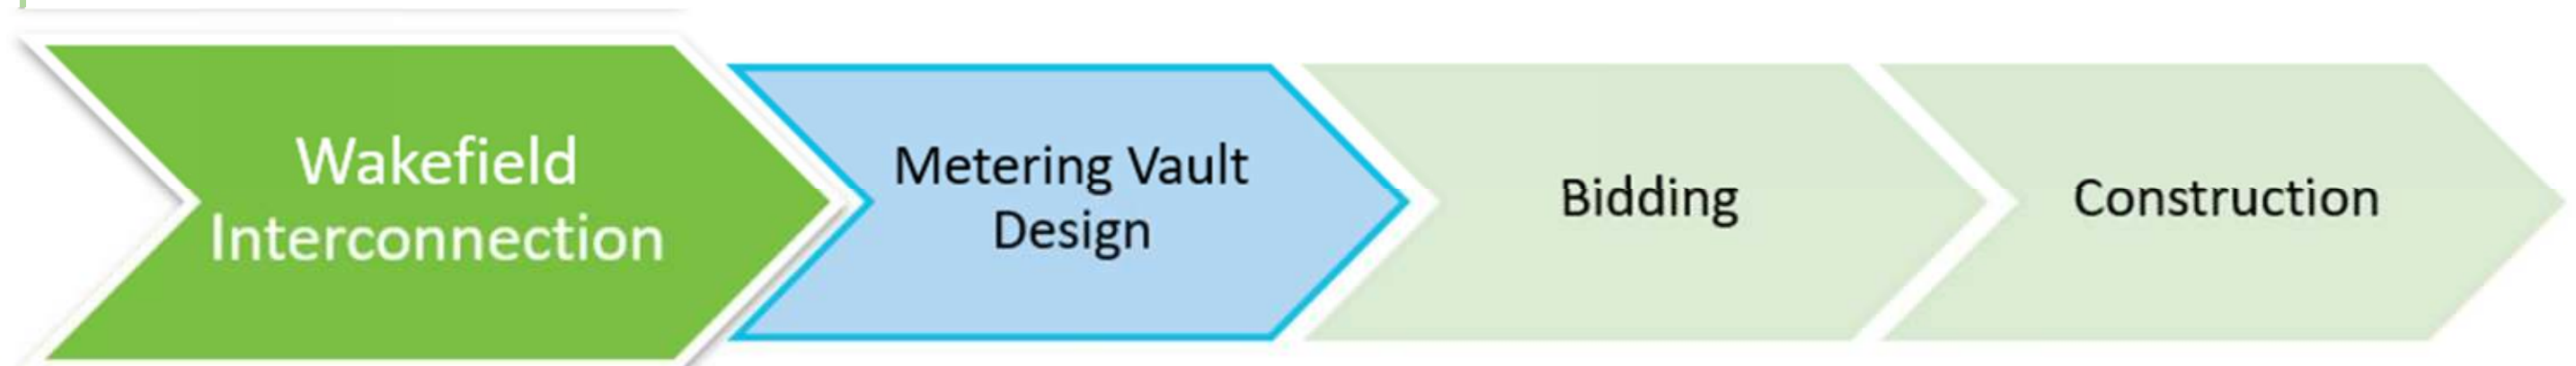 Wakefield
Interconnection
Metering Vault
Design
Bidding
Construction